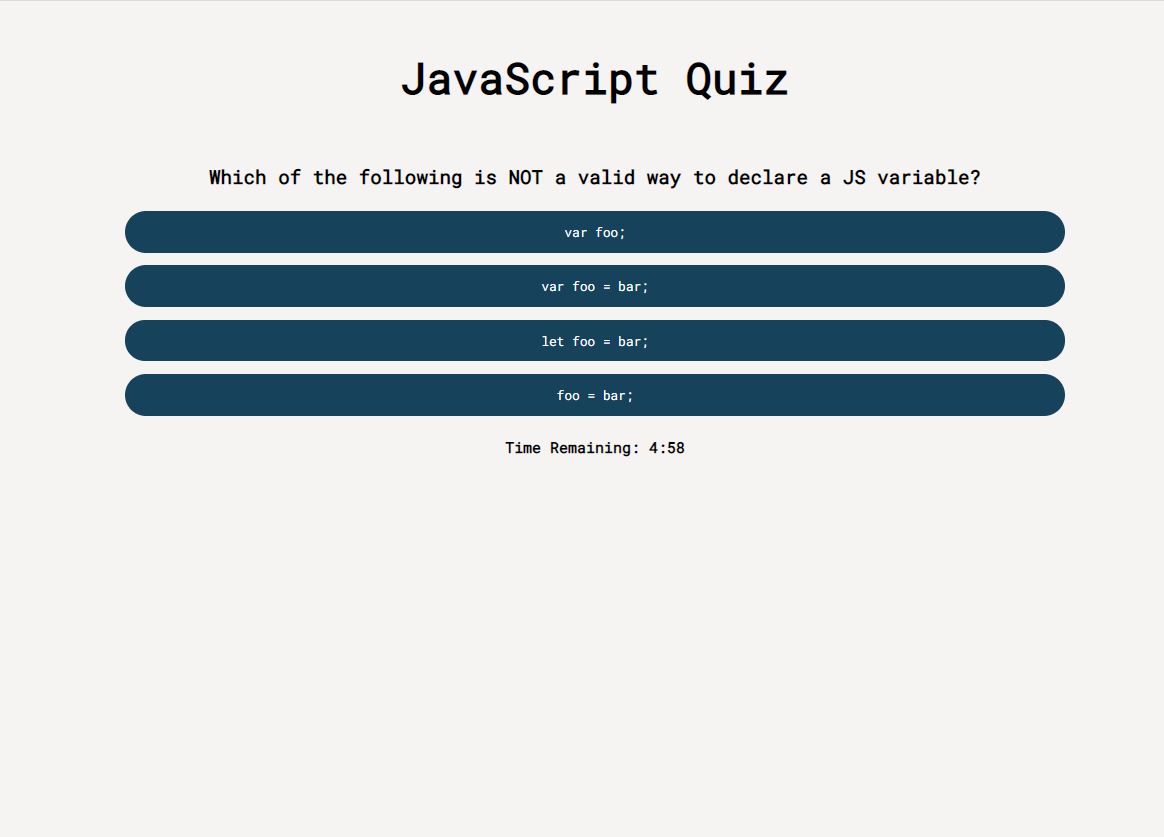 JavaScript Quiz
Which of the following is NOT a valid way to declare a JS variable?
var foo;
var foo = bar;
let foo = bar;
foo = bar;
Time Remaining: 4:58